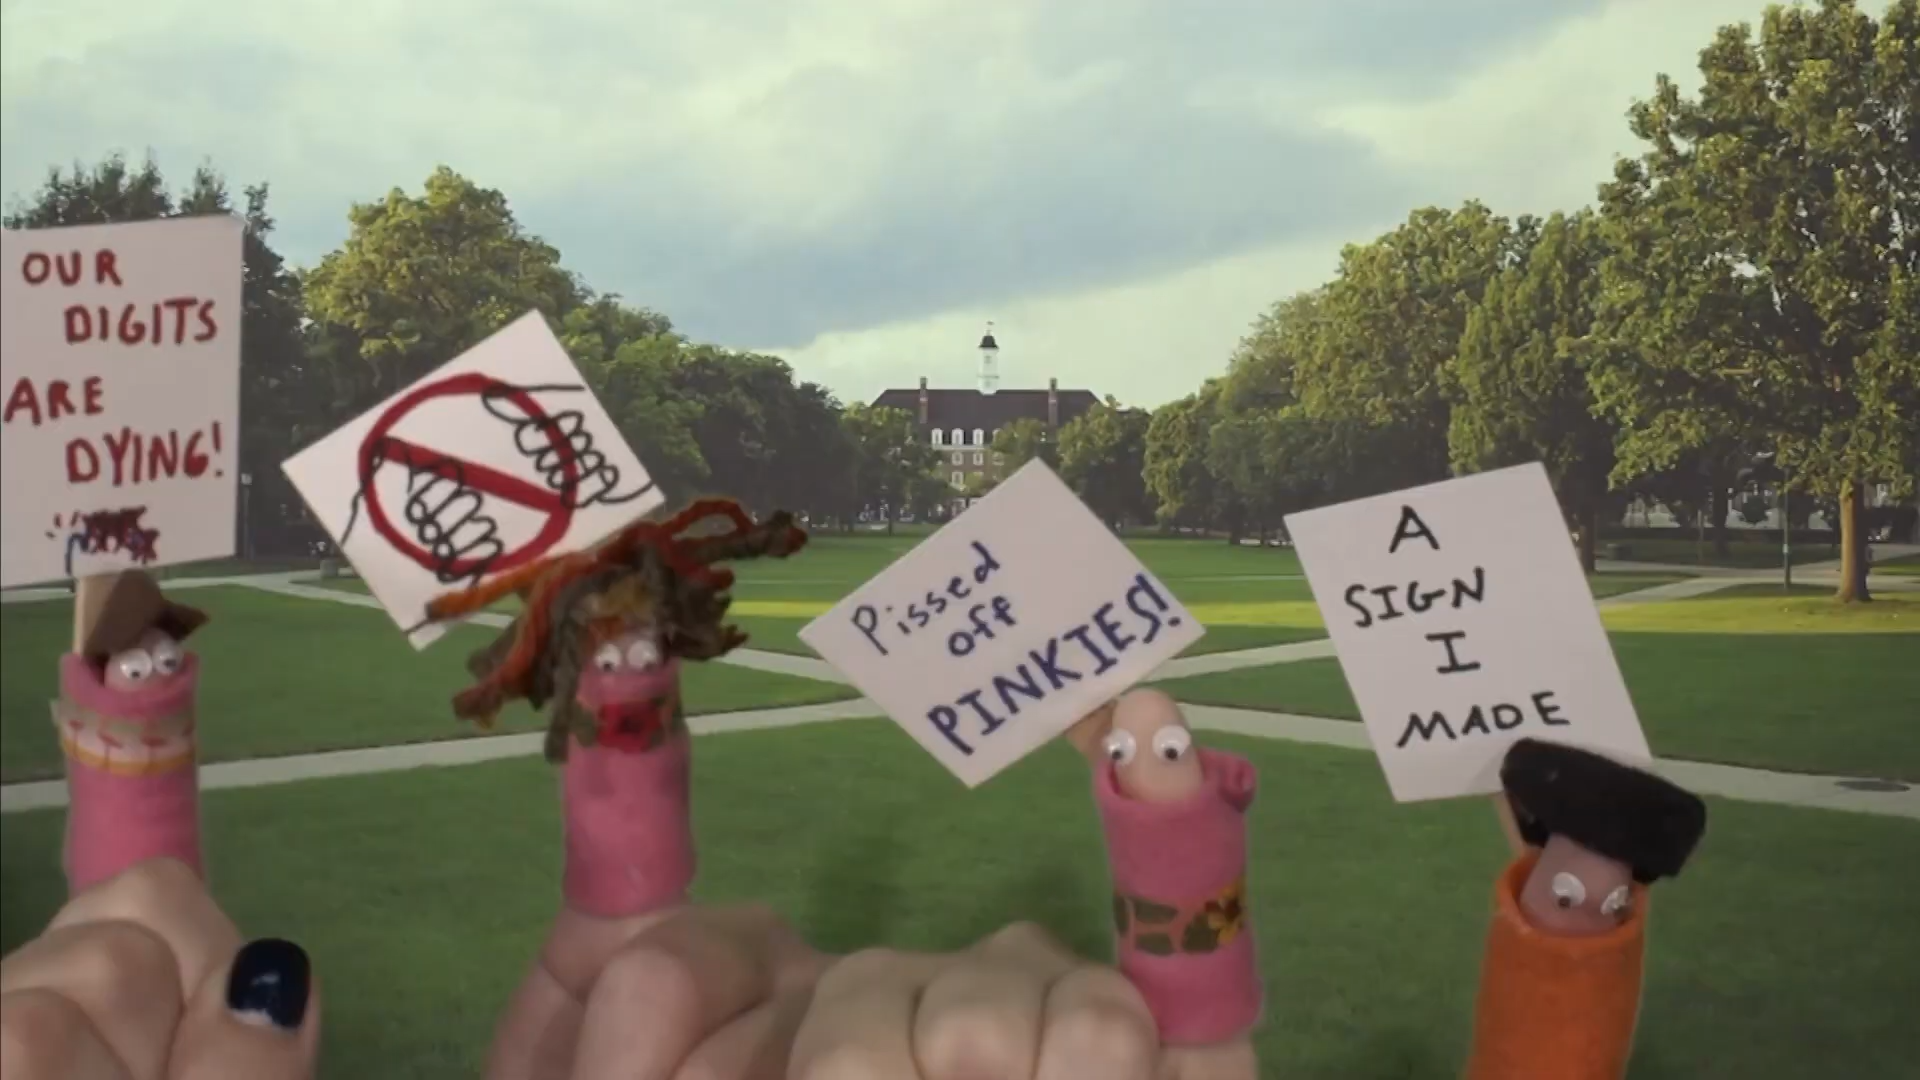 OUR
DIGITS
ARE
DYING!
Pissed
off
PINKIES!
A
SIGN
I
MADE